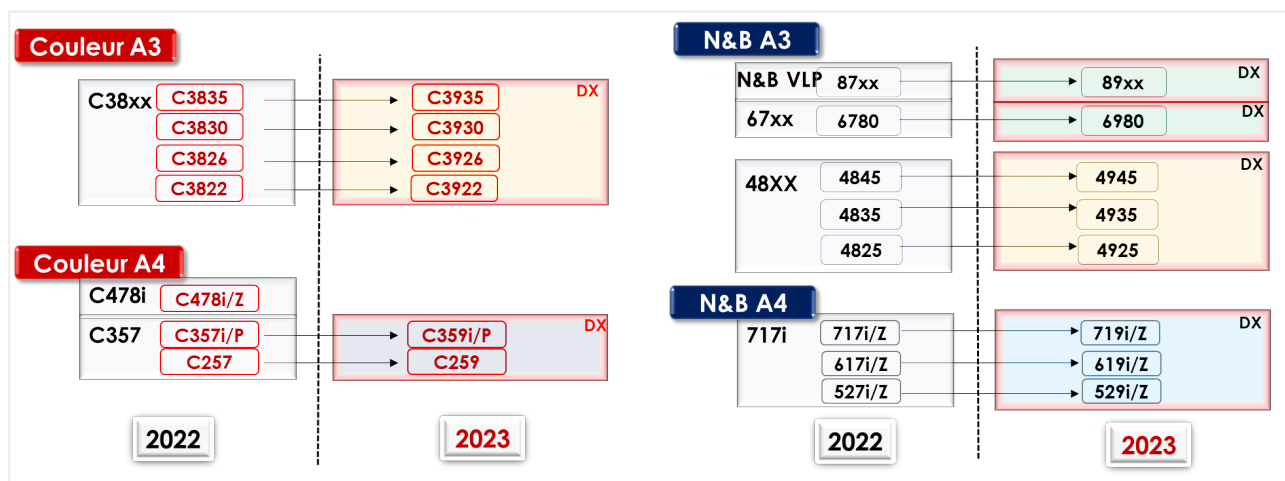 Couleur A3
C38xx
C3835
C3935
DX
C3830
C3930
C3826
C3926
C3822
C3922
Couleur A4
C478i
C478i/Z
C357
C357i/P
C359i/P
DX
C257
C259
2022
2023
N&B A3
N&B VLP
87xx
89xx
DX
67xx
6780
6980
DX
48XX
4845
4945
DX
4835
4935
4825
4925
N&B A4
717i
717i/Z
719i/Z
DX
617i/Z
619i/Z
527i/Z
529i/Z
2022
2023